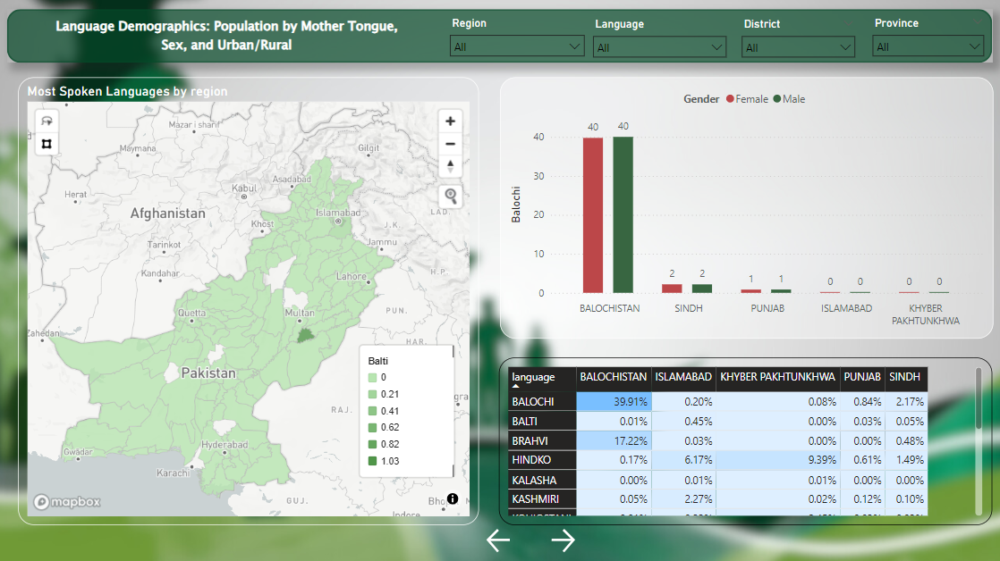 Language Demographics: Population by Mother Tongue,
Sex, and Urban/Rural
Region
All
Language
All
District
All
Province
All
Most Spoken Languages by region
Mazar i sharif
Maymana
Gilgit
Asadabad
Herat
Kabul
LAD.
Afghanistan
Islamabad
Khost
J.K.
Tarinkot
Jammu
Kandahar
H.P.
Lahore
Quetta
Multan
PUN.
Zahedan
HAR.
Pakistan
RAJ.
Hyderabad
Gwadar
Karachi
GUJ.
Indore
mapbox
Balti
0
0.21
0.41
0.62
0.82
1.03
Gender Female Male
Balochi
40
30
20
10
0
40 40
2 2
1 1
0 0
0 0
BALOCHISTAN
SINDH
PUNJAB
ISLAMABAD
KHYBER
PAKHTUNKHWA
language BALOCHISTAN ISLAMABAD KHYBER PAKHTUNKHWA PUNJAB SINDH
BALOCHI 39.91% 0.20% 0.08% 0.84% 2.17%
BALTI 0.01% 0.45% 0.00% 0.03% 0.05%
BRAHVI 17.22% 0.03% 0.00% 0.00% 0.48%
HINDKO 0.17% 6.17% 9.39% 0.61% 1.49%
KALASHA 0.00% 0.01% 0.01% 0.00% 0.00%
KASHMIRI 0.05% 2.27% 0.02% 0.12% 0.10%